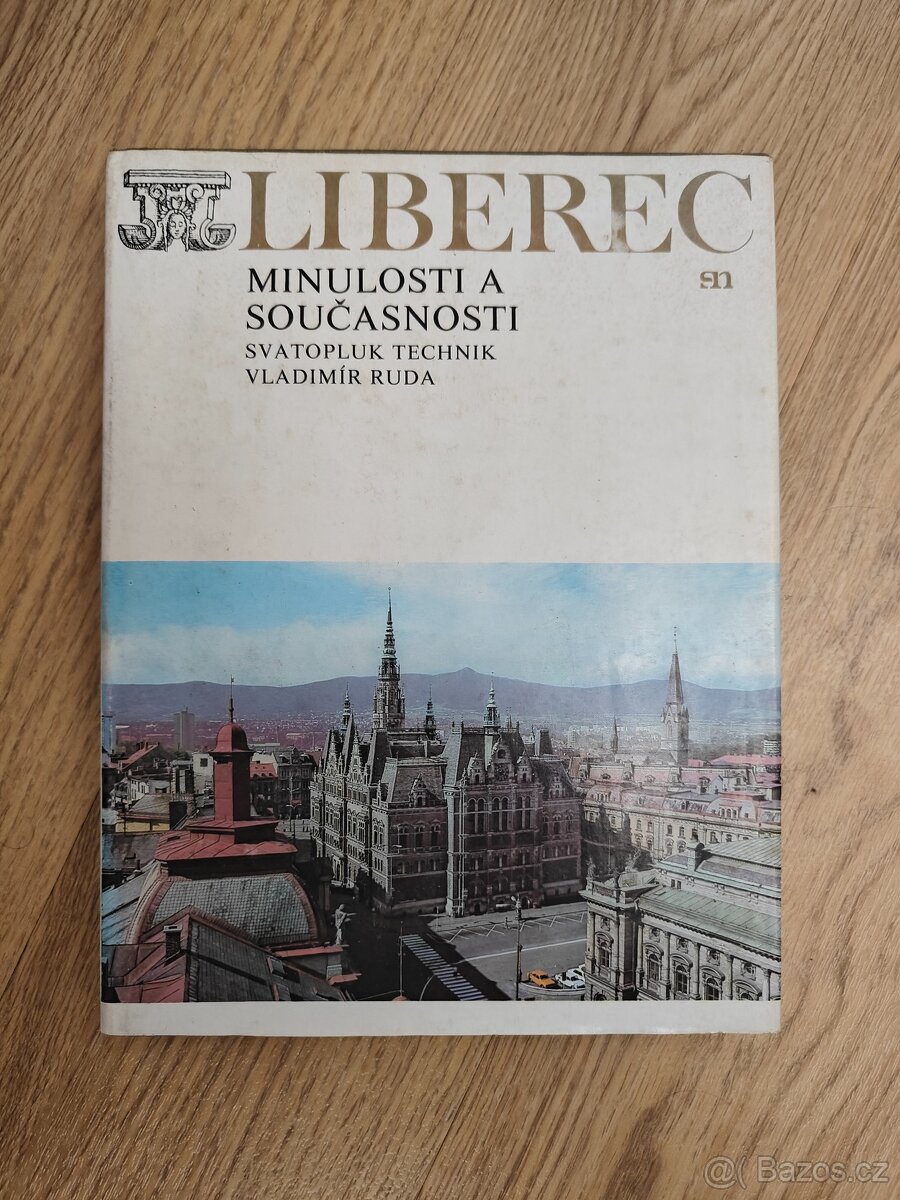 LIBEREC
MINULOSTI A
SOUČASNOSTI
sn
SVATOPLUK TECHNIK
VLADIMÍR RUDA
@( Bazos.cz